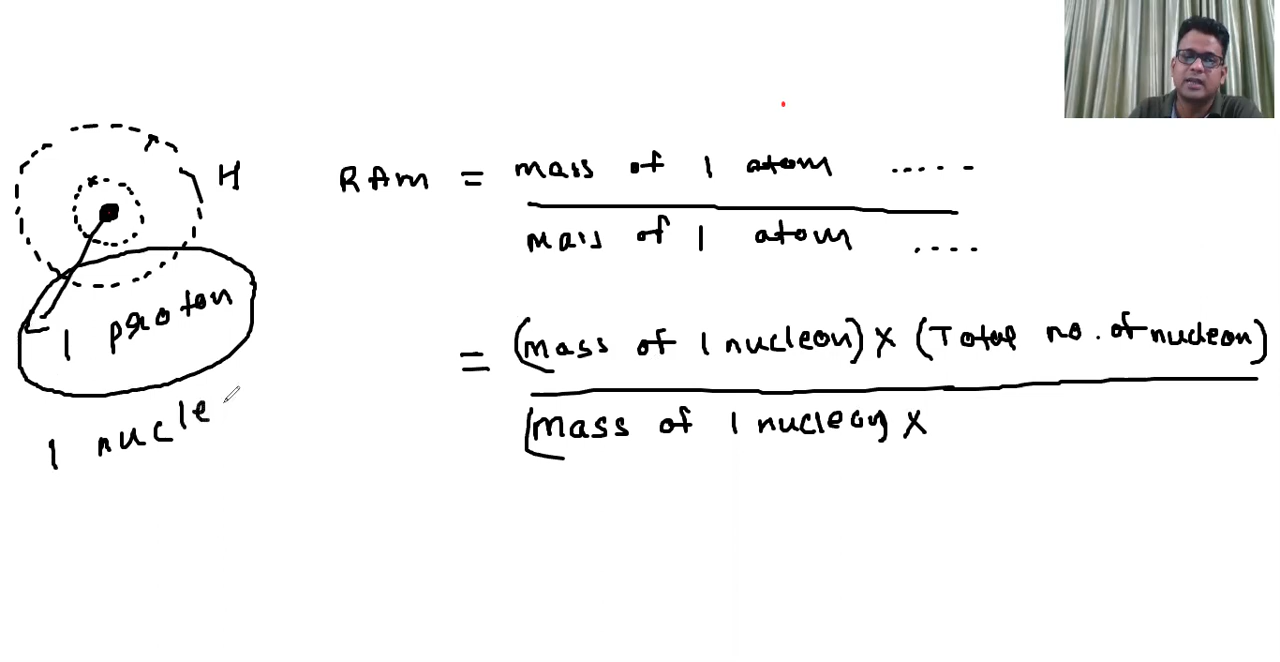 H
1 proton
1 nucle
RAM = mass of 1 atom .....
mass of 1 atom ....
= (mass of 1 nucleon) x (Total no. of nucleon)
(mass of 1 nucleon) x